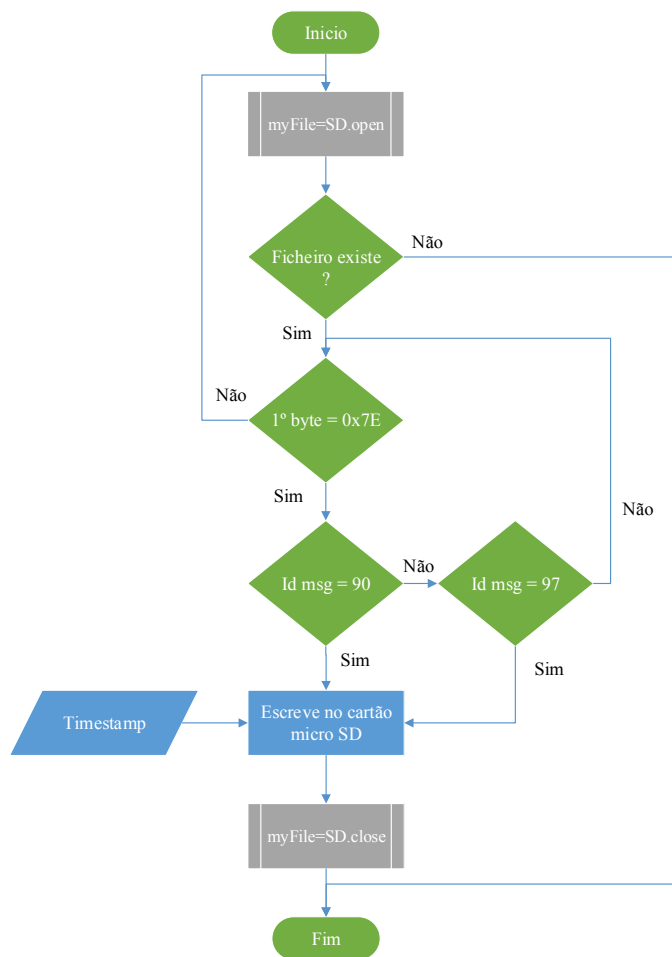 Inicio
myFile=SD.open
Não
Ficheiro existe
?
Sim
Não
1º byte = 0x7E
Sim
Não
Não
Id msg = 90
Id msg = 97
Sim
Sim
Timestamp
Escreve no cartão
micro SD
myFile=SD.close
Fim